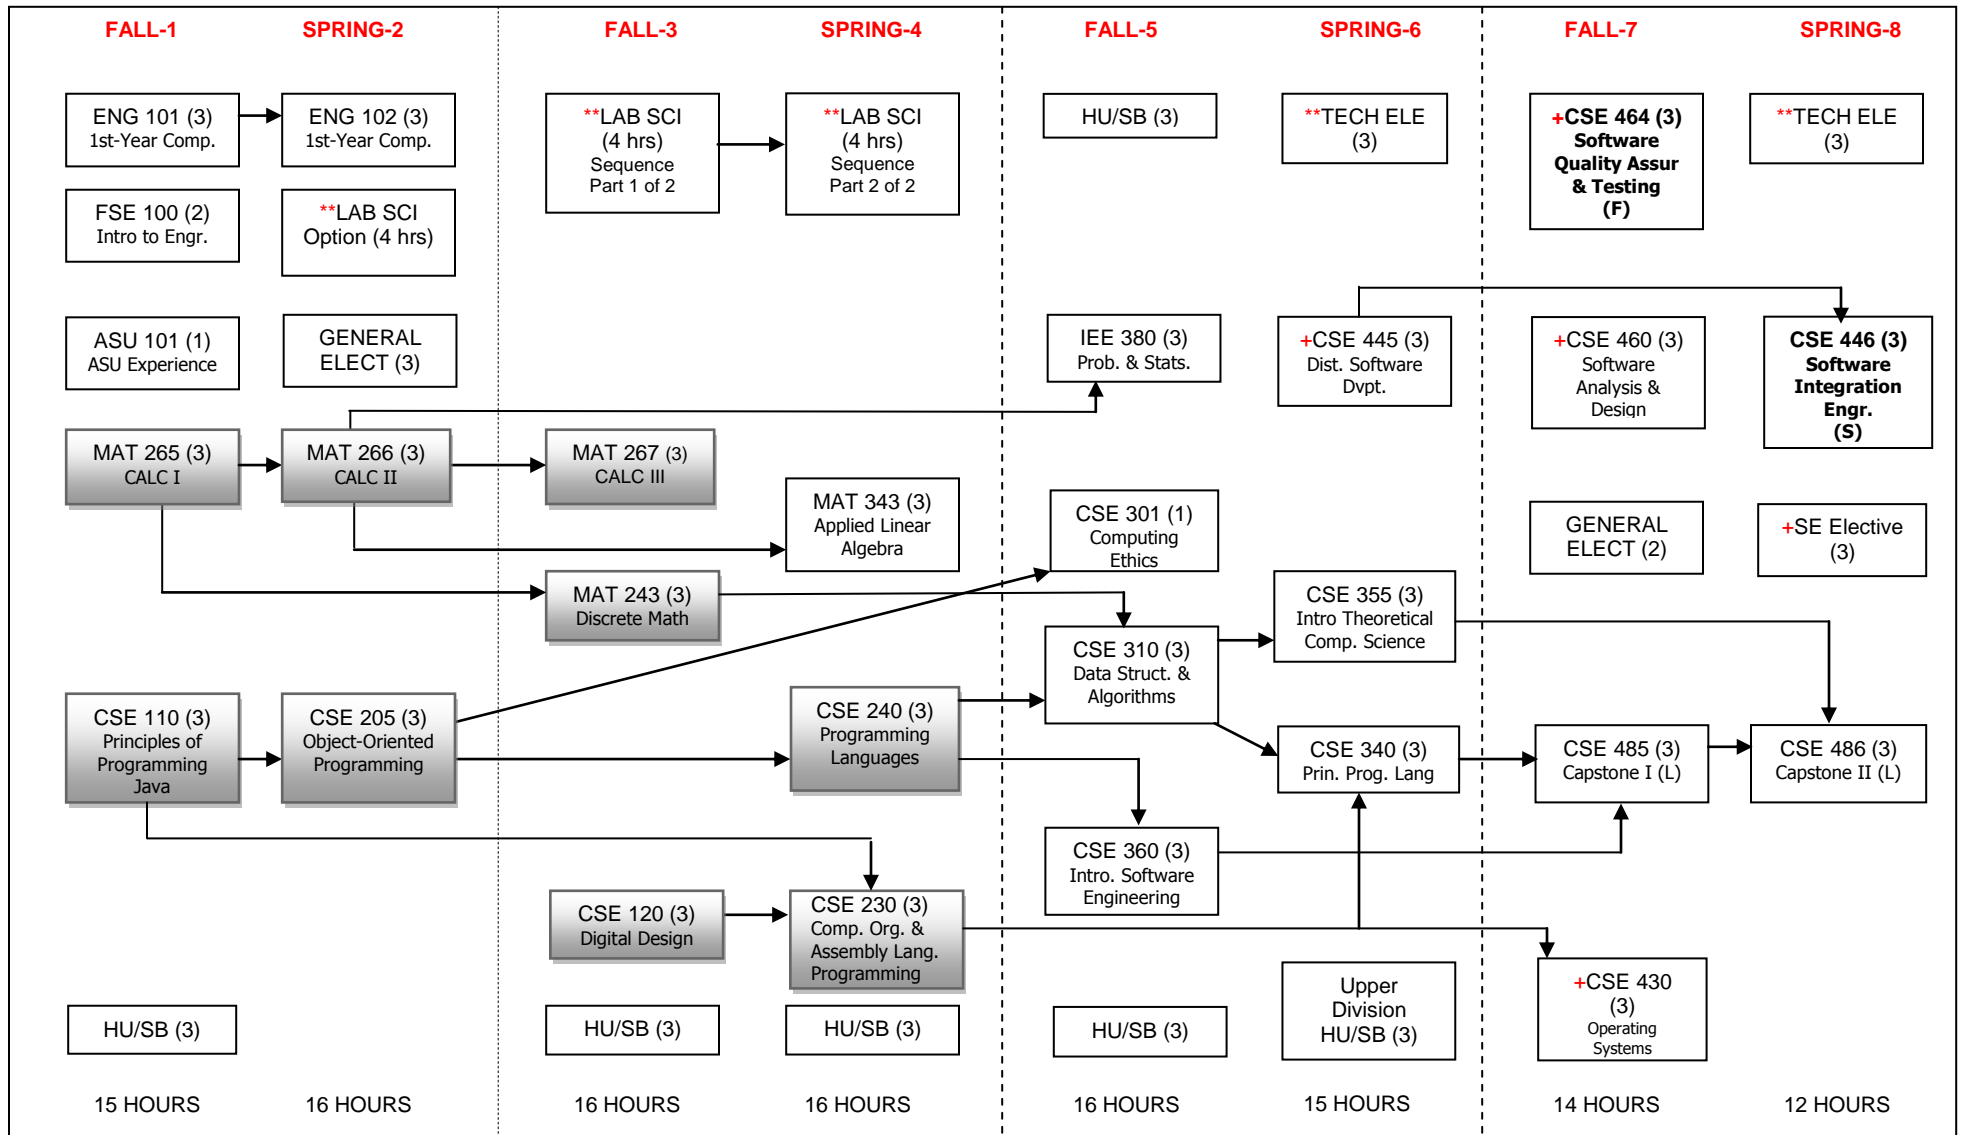 FALL-1
SPRING-2
FALL-3
SPRING-4
FALL-5
SPRING-6
FALL-7
SPRING-8
ENG 101 (3)
1st-Year Comp.
ENG 102 (3)
1st-Year Comp.
**LAB SCI
(4 hrs)
Sequence
Part 1 of 2
**LAB SCI
(4 hrs)
Sequence
Part 2 of 2
HU/SB (3)
**TECH ELE
(3)
+CSE 464 (3)
Software
Quality Assur
& Testing
(F)
**TECH ELE
(3)
FSE 100 (2)
Intro to Engr.
**LAB SCI
Option (4 hrs)
ASU 101 (1)
ASU Experience
GENERAL
ELECT (3)
IEE 380 (3)
Prob. & Stats.
+CSE 445 (3)
Dist. Software
Dvpt.
+CSE 460 (3)
Software
Analysis &
Design
CSE 446 (3)
Software
Integration
Engr.
(S)
MAT 265 (3)
CALC I
MAT 266 (3)
CALC II
MAT 267 (3)
CALC III
MAT 343 (3)
Applied Linear
Algebra
CSE 301 (1)
Computing
Ethics
GENERAL
ELECT (2)
+SE Elective
(3)
MAT 243 (3)
Discrete Math
CSE 310 (3)
Data Struct. &
Algorithms
CSE 355 (3)
Intro Theoretical
Comp. Science
CSE 110 (3)
Principles of
Programming
Java
CSE 205 (3)
Object-Oriented
Programming
CSE 240 (3)
Programming
Languages
CSE 340 (3)
Prin. Prog. Lang
CSE 485 (3)
Capstone I (L)
CSE 486 (3)
Capstone II (L)
CSE 360 (3)
Intro. Software
Engineering
CSE 120 (3)
Digital Design
CSE 230 (3)
Comp. Org. &
Assembly Lang.
Programming
+CSE 430
(3)
Operating
Systems
HU/SB (3)
HU/SB (3)
HU/SB (3)
HU/SB (3)
Upper
Division
HU/SB (3)
15 HOURS
16 HOURS
16 HOURS
16 HOURS
16 HOURS
15 HOURS
14 HOURS
12 HOURS